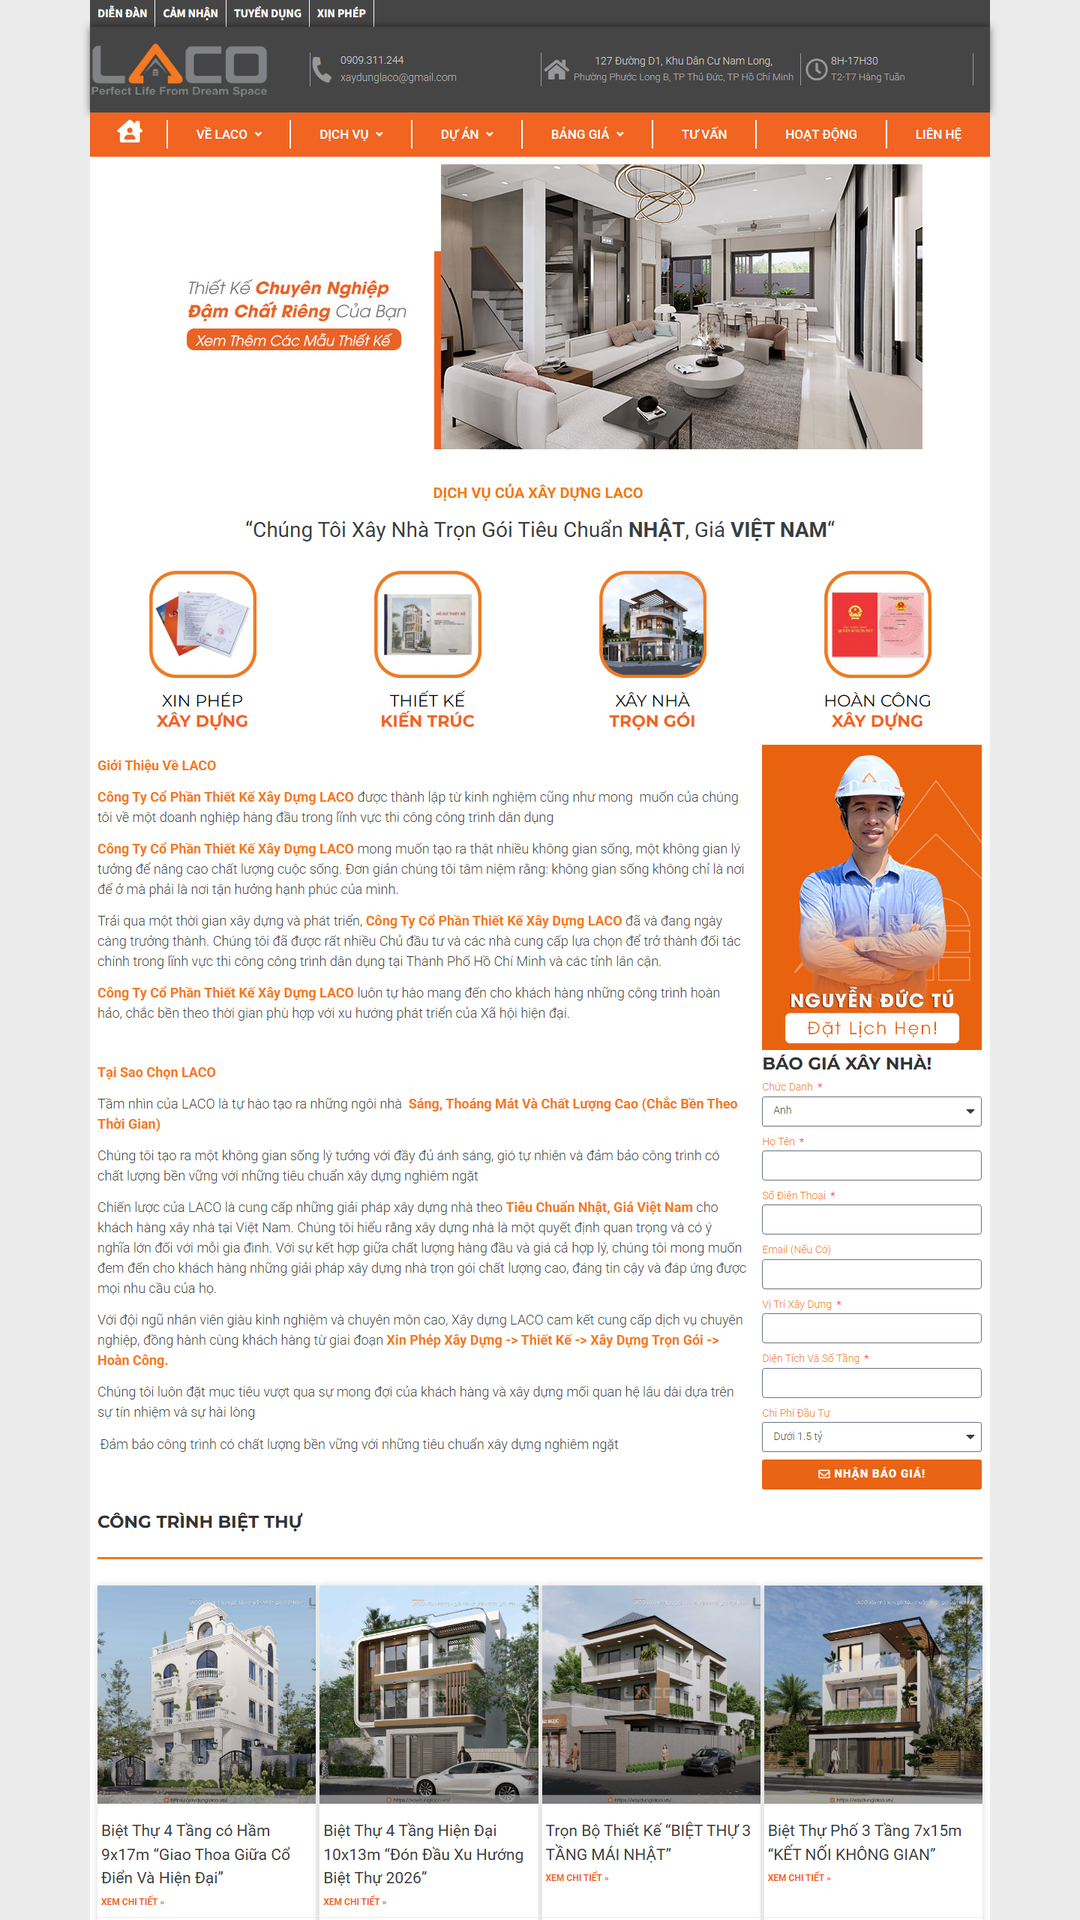 DIỄN ĐÀN
CẢM NHẬN
TUYỂN DỤNG
XIN PHÉP
LACO
Perfect Life From Dream Space
0909.311.244
xaydunglaco@gmail.com
127 Đường D1, Khu Dân Cư Nam Long,
Phường Phước Long B, TP Thủ Đức, TP Hồ Chí Minh
8H-17H30
T2-T7 Hàng Tuần
VỀ LACO
DỊCH VỤ
DỰ ÁN
BẢNG GIÁ
TƯ VẤN
HOẠT ĐỘNG
LIÊN HỆ
Thiết Kế Chuyên Nghiệp
Đậm Chất Riêng Của Bạn
Xem Thêm Các Mẫu Thiết Kế
DỊCH VỤ CỦA XÂY DỰNG LACO
“Chúng Tôi Xây Nhà Trọn Gói Tiêu Chuẩn NHẬT, Giá VIỆT NAM“
XIN PHÉP
XÂY DỰNG
THIẾT KẾ
KIẾN TRÚC
XÂY NHÀ
TRỌN GÓI
HOÀN CÔNG
XÂY DỰNG
Giới Thiệu Về LACO
Công Ty Cổ Phần Thiết Kế Xây Dựng LACO được thành lập từ kinh nghiệm cũng như mong  muốn của chúng
tôi về một doanh nghiệp hàng đầu trong lĩnh vực thi công công trình dân dụng
Công Ty Cổ Phần Thiết Kế Xây Dựng LACO mong muốn tạo ra thật nhiều không gian sống, một không gian lý
tưởng để nâng cao chất lượng cuộc sống. Đơn giản chúng tôi tâm niệm rằng: không gian sống không chỉ là nơi
để ở mà phải là nơi tận hưởng hạnh phúc của mình.
Trải qua một thời gian xây dựng và phát triển, Công Ty Cổ Phần Thiết Kế Xây Dựng LACO đã và đang ngày
càng trưởng thành. Chúng tôi đã được rất nhiều Chủ đầu tư và các nhà cung cấp lựa chọn để trở thành đối tác
chính trong lĩnh vực thi công công trình dân dụng tại Thành Phố Hồ Chí Minh và các tỉnh lân cận.
Công Ty Cổ Phần Thiết Kế Xây Dựng LACO luôn tự hào mang đến cho khách hàng những công trình hoàn
hảo, chắc bền theo thời gian phù hợp với xu hướng phát triển của Xã hội hiện đại.
Tại Sao Chọn LACO
Tầm nhìn của LACO là tự hào tạo ra những ngôi nhà  Sáng, Thoáng Mát Và Chất Lượng Cao (Chắc Bền Theo
Thời Gian)
Chúng tôi tạo ra một không gian sống lý tưởng với đầy đủ ánh sáng, gió tự nhiên và đảm bảo công trình có
chất lượng bền vững với những tiêu chuẩn xây dựng nghiêm ngặt
Chiến lược của LACO là cung cấp những giải pháp xây dựng nhà theo Tiêu Chuẩn Nhật, Giá Việt Nam cho
khách hàng xây nhà tại Việt Nam. Chúng tôi hiểu rằng xây dựng nhà là một quyết định quan trọng và có ý
nghĩa lớn đối với mỗi gia đình. Với sự kết hợp giữa chất lượng hàng đầu và giá cả hợp lý, chúng tôi mong muốn
đem đến cho khách hàng những giải pháp xây dựng nhà trọn gói chất lượng cao, đáng tin cậy và đáp ứng được
mọi nhu cầu của họ.
Với đội ngũ nhân viên giàu kinh nghiệm và chuyên môn cao, Xây dựng LACO cam kết cung cấp dịch vụ chuyên
nghiệp, đồng hành cùng khách hàng từ giai đoạn Xin Phép Xây Dựng -> Thiết Kế -> Xây Dựng Trọn Gói ->
Hoàn Công.
Chúng tôi luôn đặt mục tiêu vượt qua sự mong đợi của khách hàng và xây dựng mối quan hệ lâu dài dựa trên
sự tín nhiệm và sự hài lòng
Đảm bảo công trình có chất lượng bền vững với những tiêu chuẩn xây dựng nghiêm ngặt
NGUYỄN ĐỨC TÚ
Đặt Lịch Hẹn!
BÁO GIÁ XÂY NHÀ!
Chức Danh *
Anh
Họ Tên *
Số Điện Thoại *
Email (Nếu Có)
Vị Trí Xây Dựng *
Diện Tích Và Số Tầng *
Chi Phí Đầu Tư
Dưới 1.5 tỷ
NHẬN BÁO GIÁ!
CÔNG TRÌNH BIỆT THỰ
Biệt Thự 4 Tầng có Hầm
9x17m “Giao Thoa Giữa Cổ
Điển Và Hiện Đại”
XEM CHI TIẾT »
Biệt Thự 4 Tầng Hiện Đại
10x13m “Đón Đầu Xu Hướng
Biệt Thự 2026”
XEM CHI TIẾT »
Trọn Bộ Thiết Kế “BIỆT THỰ 3
TẦNG MÁI NHẬT”
XEM CHI TIẾT »
Biệt Thự Phố 3 Tầng 7x15m
“KẾT NỐI KHÔNG GIAN”
XEM CHI TIẾT »